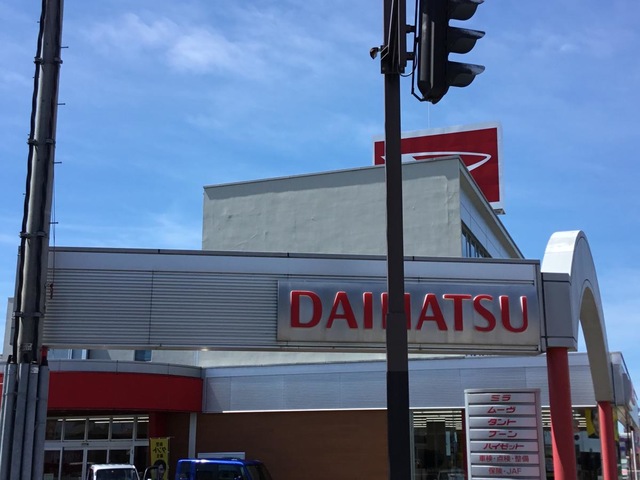 DAIHATSU
ミラ
ムーヴ
タント
ブーン
ハイゼット
車検・点検・整備
保険・JAF